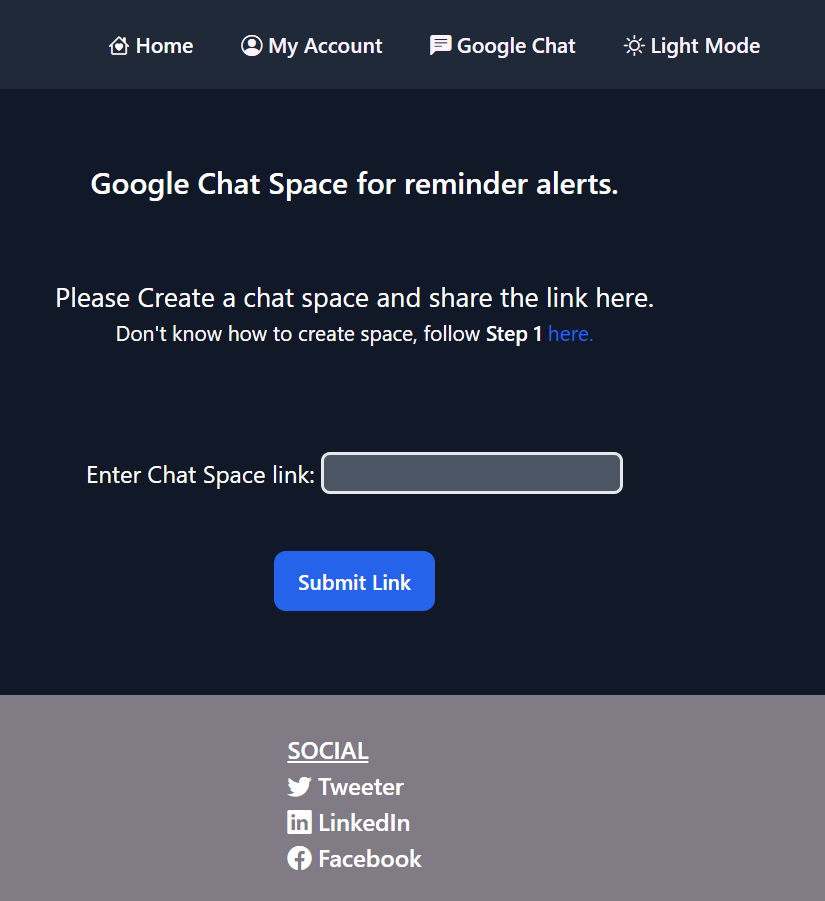 Home My Account Google Chat Light Mode
Google Chat Space for reminder alerts.
Please Create a chat space and share the link here.
Don't know how to create space, follow Step 1 here.
Enter Chat Space link:
Submit Link
SOCIAL
Tweeter
LinkedIn
Facebook